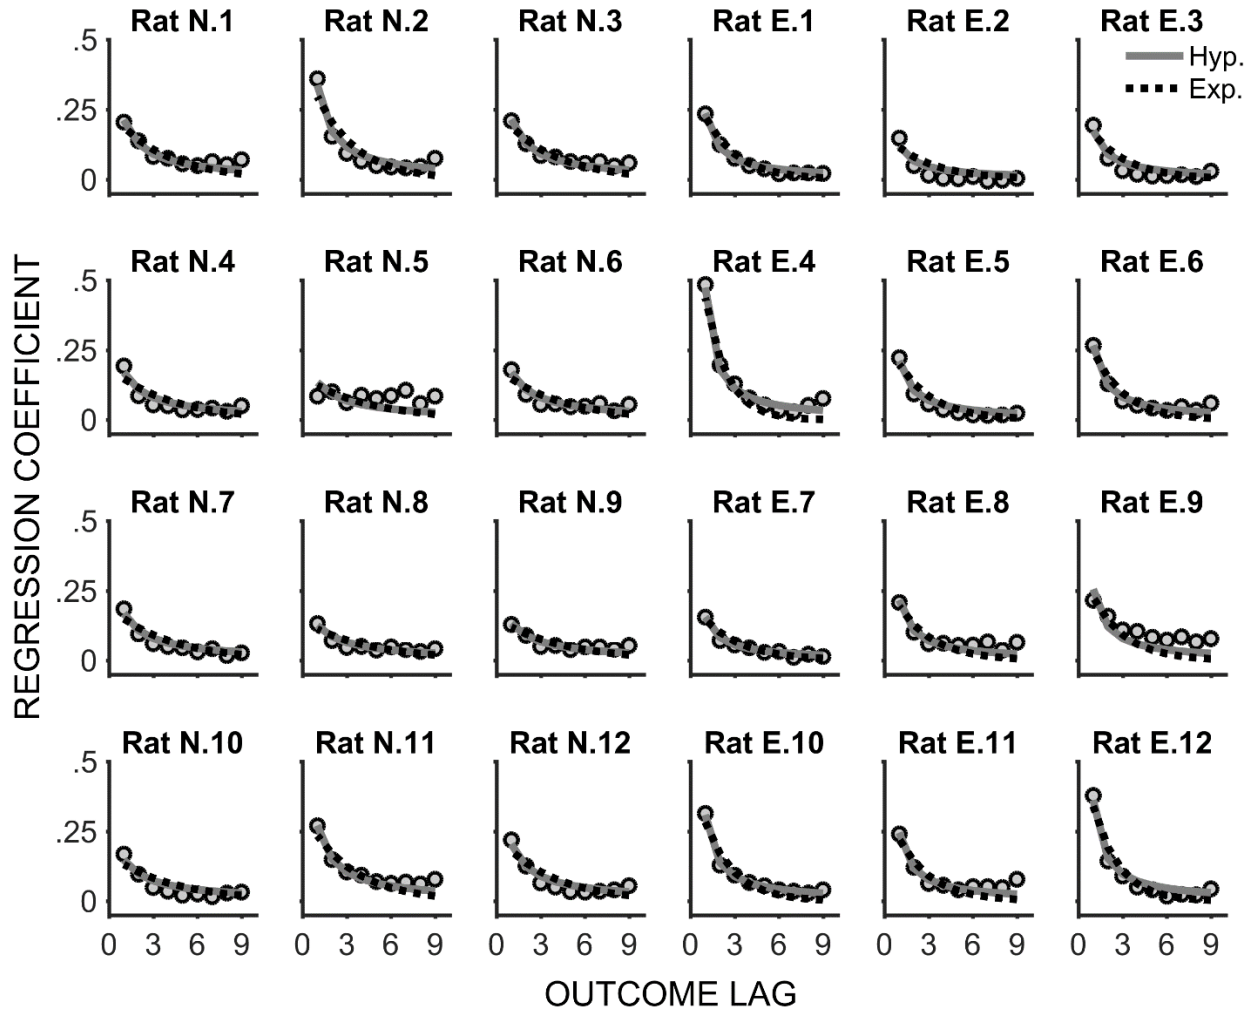 Rat N.1 Rat N.2 Rat N.3 Rat E.1 Rat E.2 Rat E.3
.5
.25
0
Hyp.
Exp.
Rat N.4 Rat N.5 Rat N.6 Rat E.4 Rat E.5 Rat E.6
.5
.25
0
REGRESSION COEFFICIENT
Rat N.7 Rat N.8 Rat N.9 Rat E.7 Rat E.8 Rat E.9
.5
.25
0
Rat N.10 Rat N.11 Rat N.12 Rat E.10 Rat E.11 Rat E.12
.5
.25
0
0 3 6 9 0 3 6 9 0 3 6 9 0 3 6 9 0 3 6 9 0 3 6 9
OUTCOME LAG